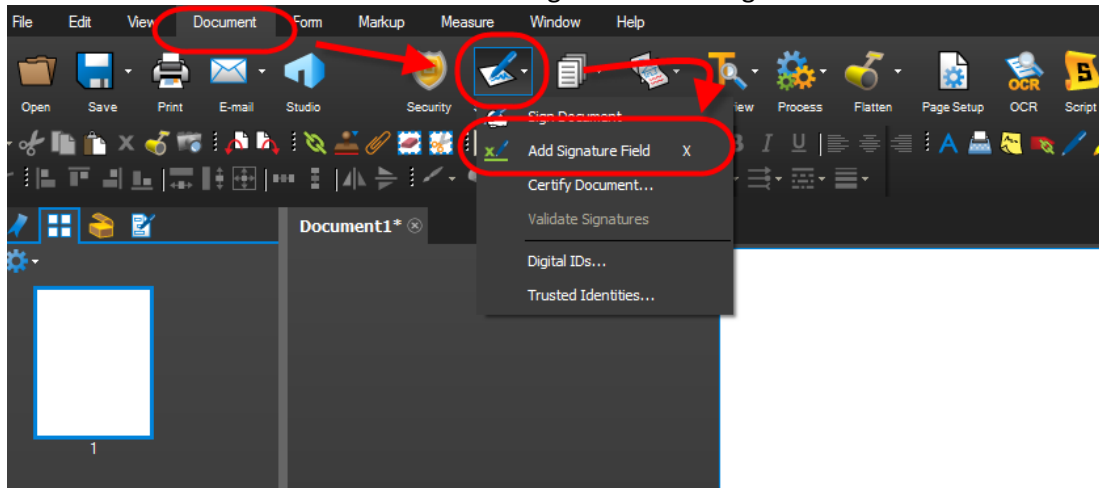 File Edit View Document Form Markup Measure Window Help
Open Save Print E-mail Studio Security Process Flatten Page Setup OCR Script
Sign Document
Add Signature Field X
Certify Document...
Validate Signatures
Digital IDs...
Trusted Identities...
Document1*
1